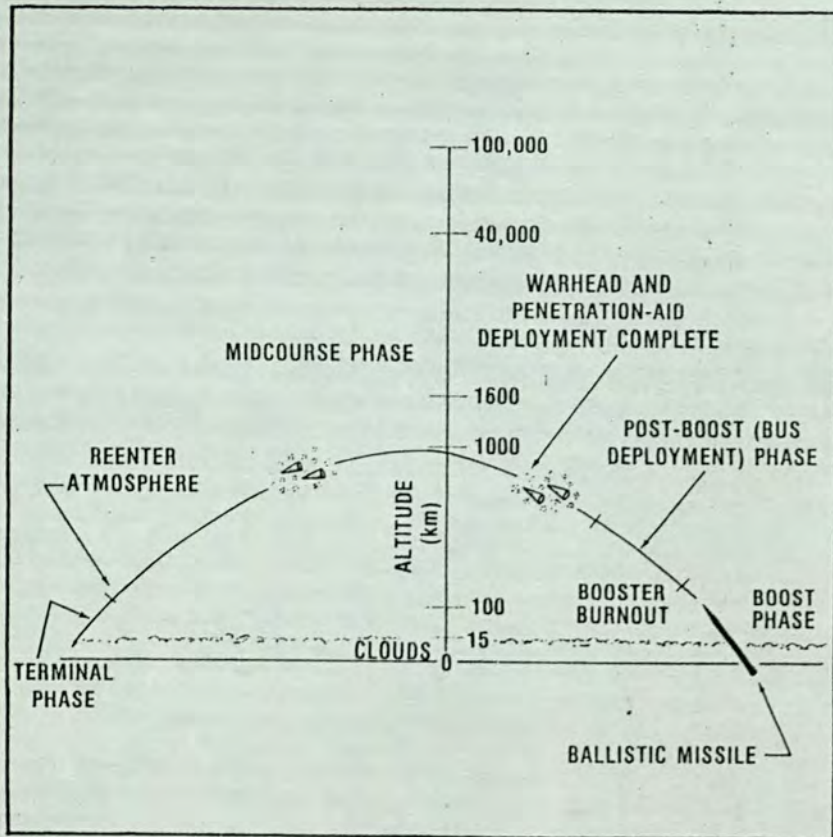 100,000
40,000
WARHEAD AND
PENETRATION-AID
DEPLOYMENT COMPLETE
MIDCOURSE PHASE
1600
1000
POST-BOOST (BUS
DEPLOYMENT) PHASE
REENTER
ATMOSPHERE
ALTITUDE
(km)
100
BOOSTER
BURNOUT
BOOST
PHASE
15
CLOUDS
0
TERMINAL
PHASE
BALLISTIC MISSILE